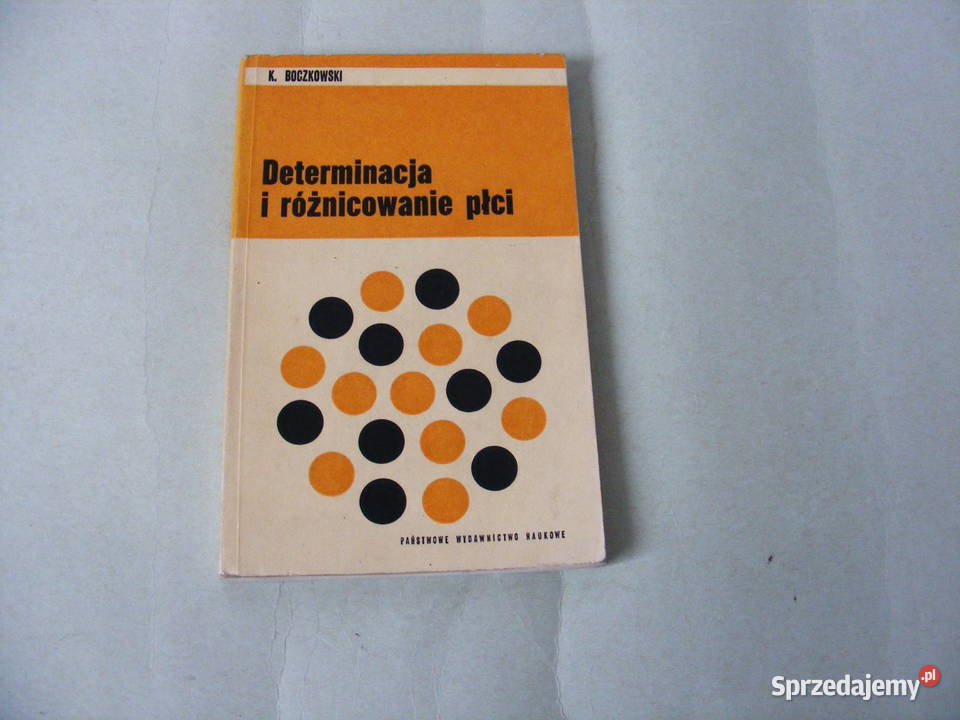 K. BOCZKOWSKI
Determinacja
i różnicowanie płci
PAŃSTWOWE WYDAWNICTWO NAUKOWE
Sprzedajemy.pl